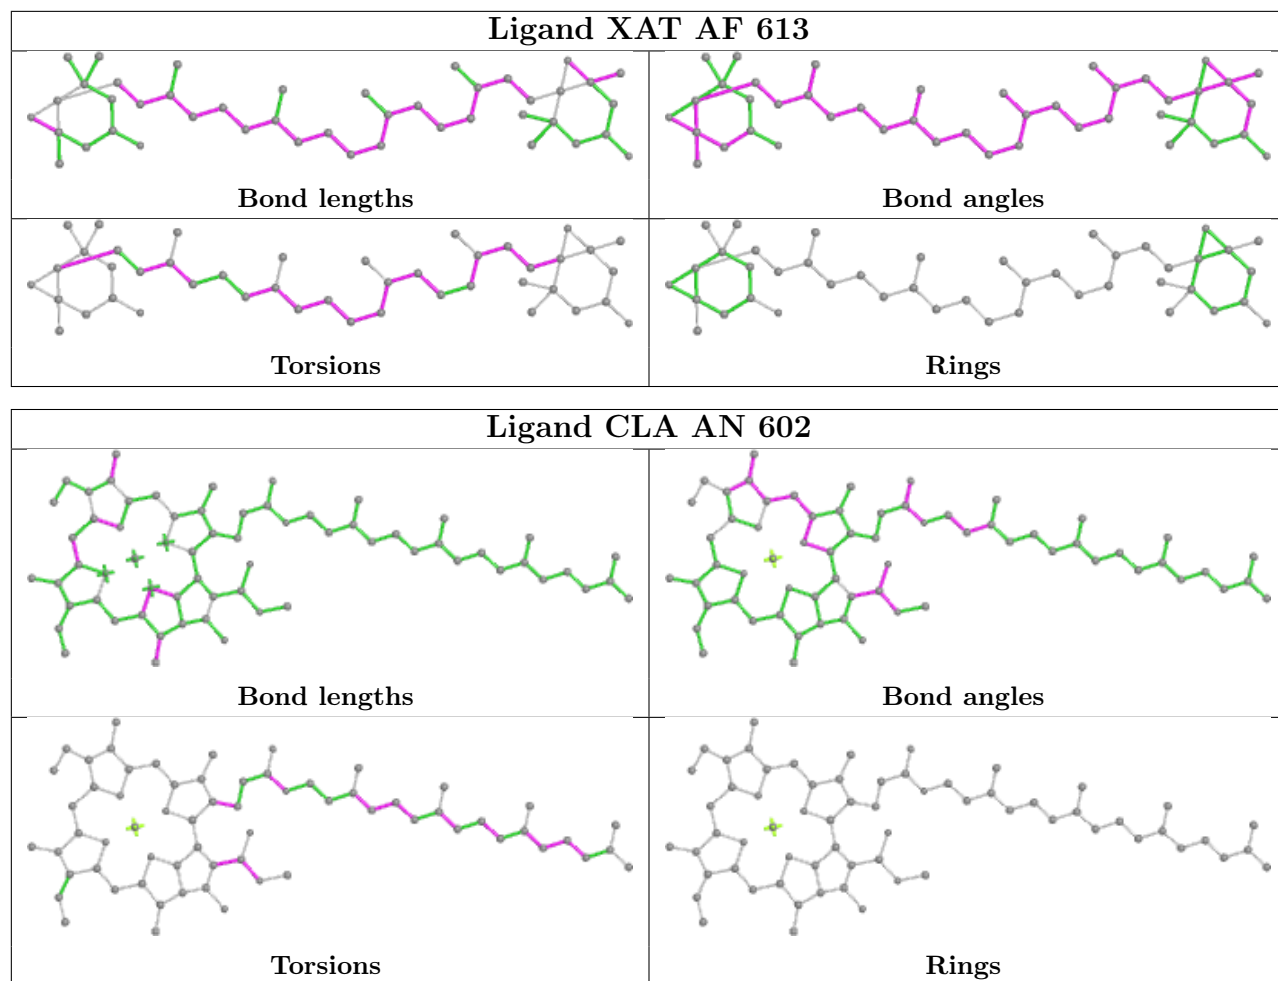 Ligand XAT AF 613
Bond lengths
Bond angles
Torsions
Rings
Ligand CLA AN 602
Bond lengths
Bond angles
Torsions
Rings